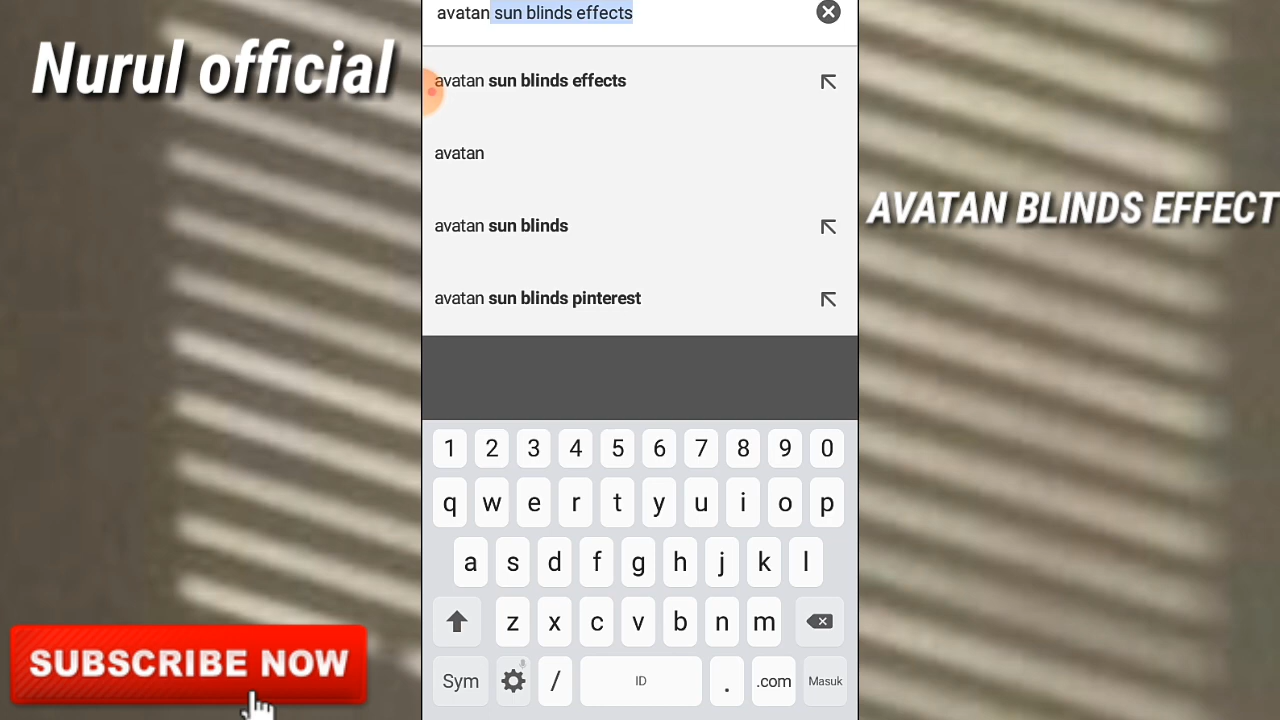 avatan sun blinds effects
Nurul official
avatan sun blinds effects
avatan
AVATAN BLINDS EFFECT
avatan sun blinds
avatan sun blinds pinterest
1 2 3 4 5 6 7 8 9 0
q w e r t y u i o p
a s d f g h j k l
z x c v b n m
SUBSCRIBE NOW
Sym / ID . .com Masuk